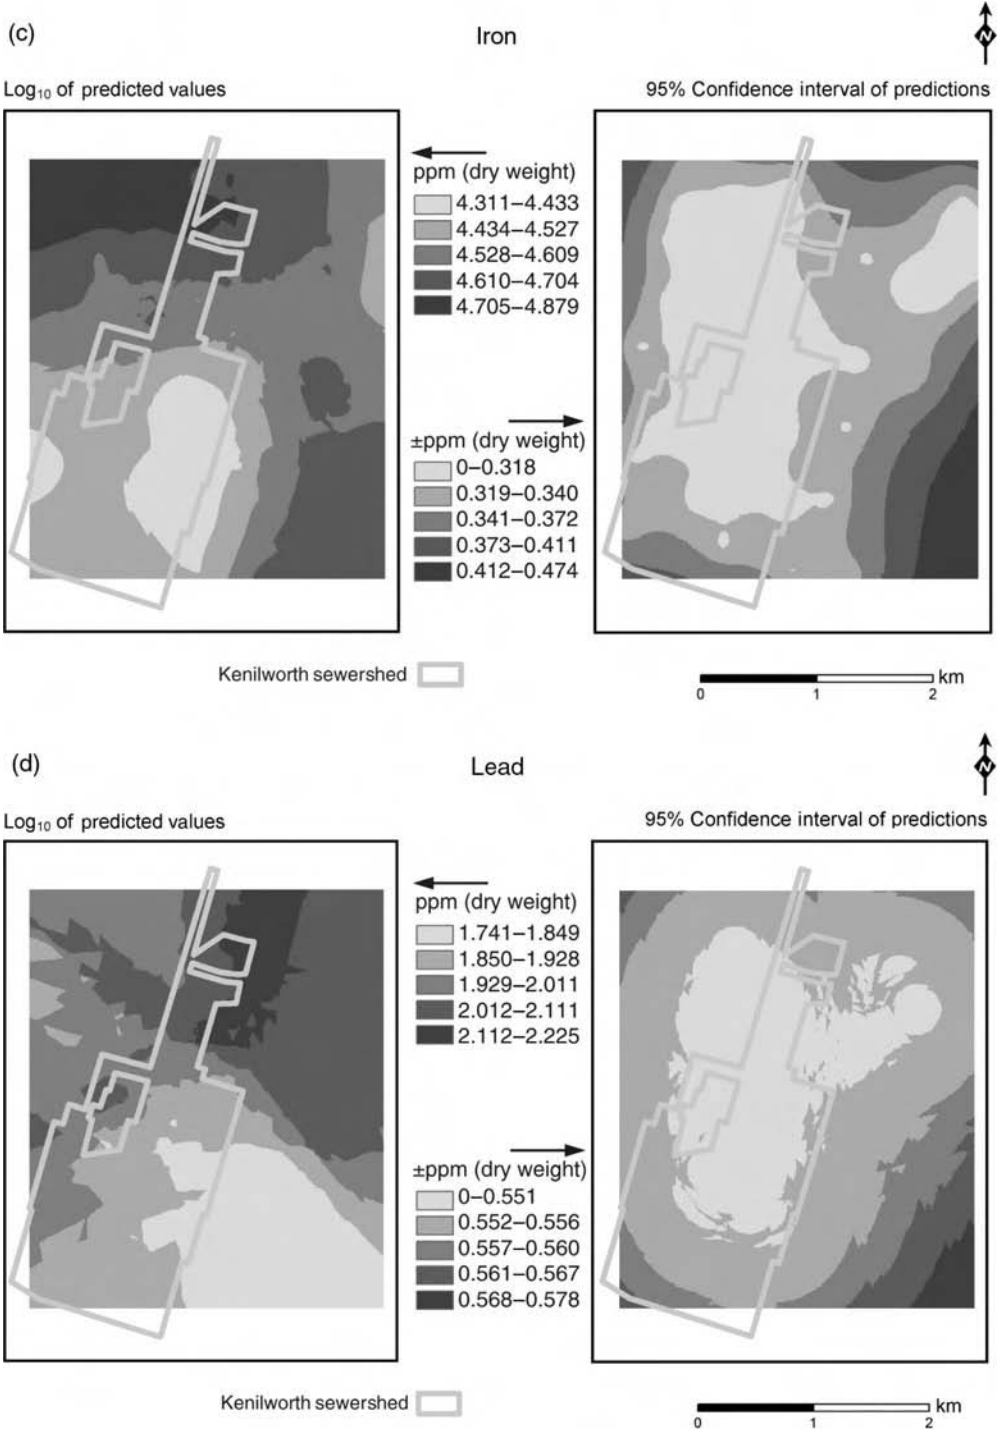 (c)
Iron
N
Log₁₀ of predicted values
95% Confidence interval of predictions
ppm (dry weight)
4.311–4.433
4.434–4.527
4.528–4.609
4.610–4.704
4.705–4.879
±ppm (dry weight)
0–0.318
0.319–0.340
0.341–0.372
0.373–0.411
0.412–0.474
Kenilworth sewershed
km
0 1 2
(d)
Lead
N
Log₁₀ of predicted values
95% Confidence interval of predictions
ppm (dry weight)
1.741–1.849
1.850–1.928
1.929–2.011
2.012–2.111
2.112–2.225
±ppm (dry weight)
0–0.551
0.552–0.556
0.557–0.560
0.561–0.567
0.568–0.578
Kenilworth sewershed
km
0 1 2